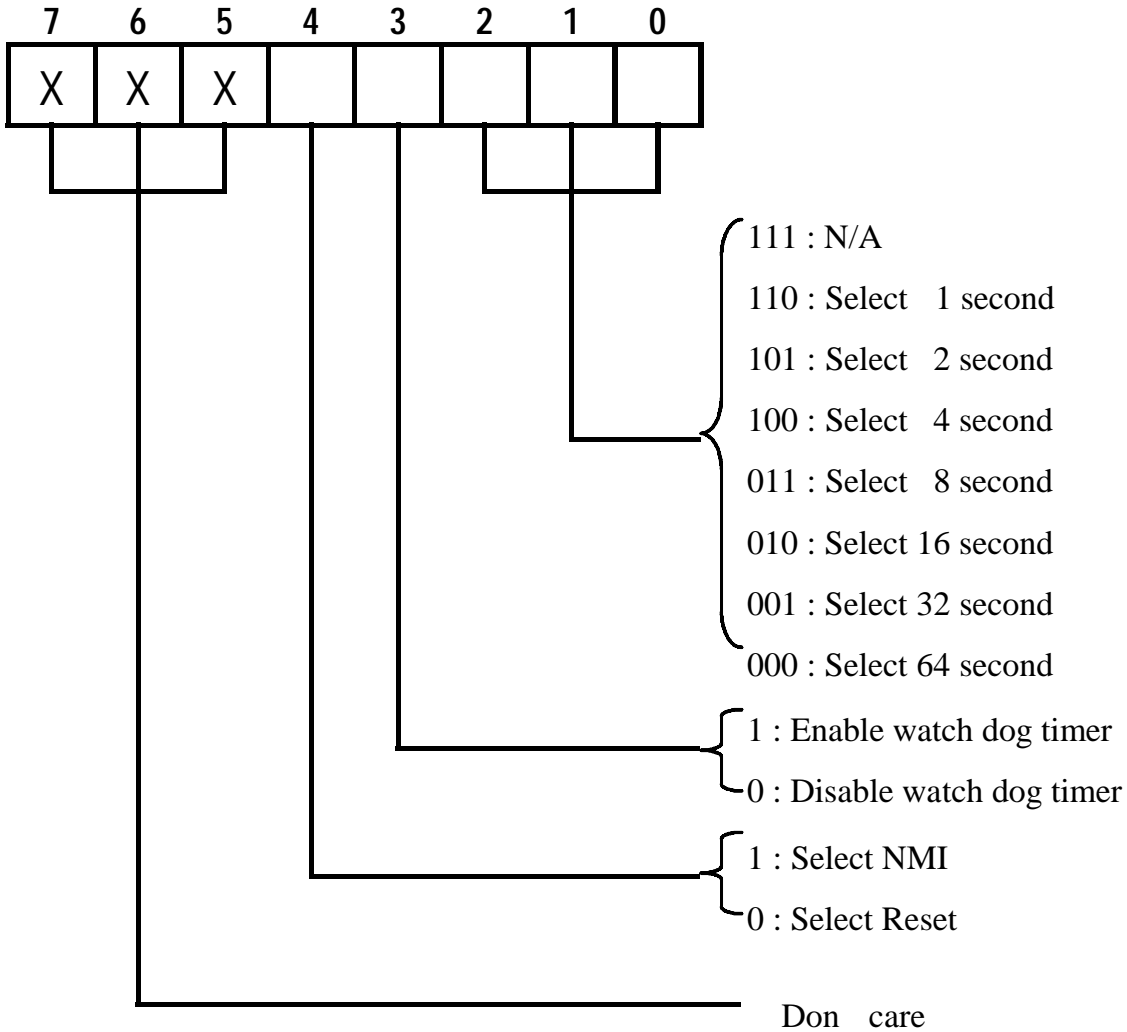 7 6 5 4 3 2 1 0
X X X
111 : N/A
110 : Select 1 second
101 : Select 2 second
100 : Select 4 second
011 : Select 8 second
010 : Select 16 second
001 : Select 32 second
000 : Select 64 second
1 : Enable watch dog timer
0 : Disable watch dog timer
1 : Select NMI
0 : Select Reset
Don care